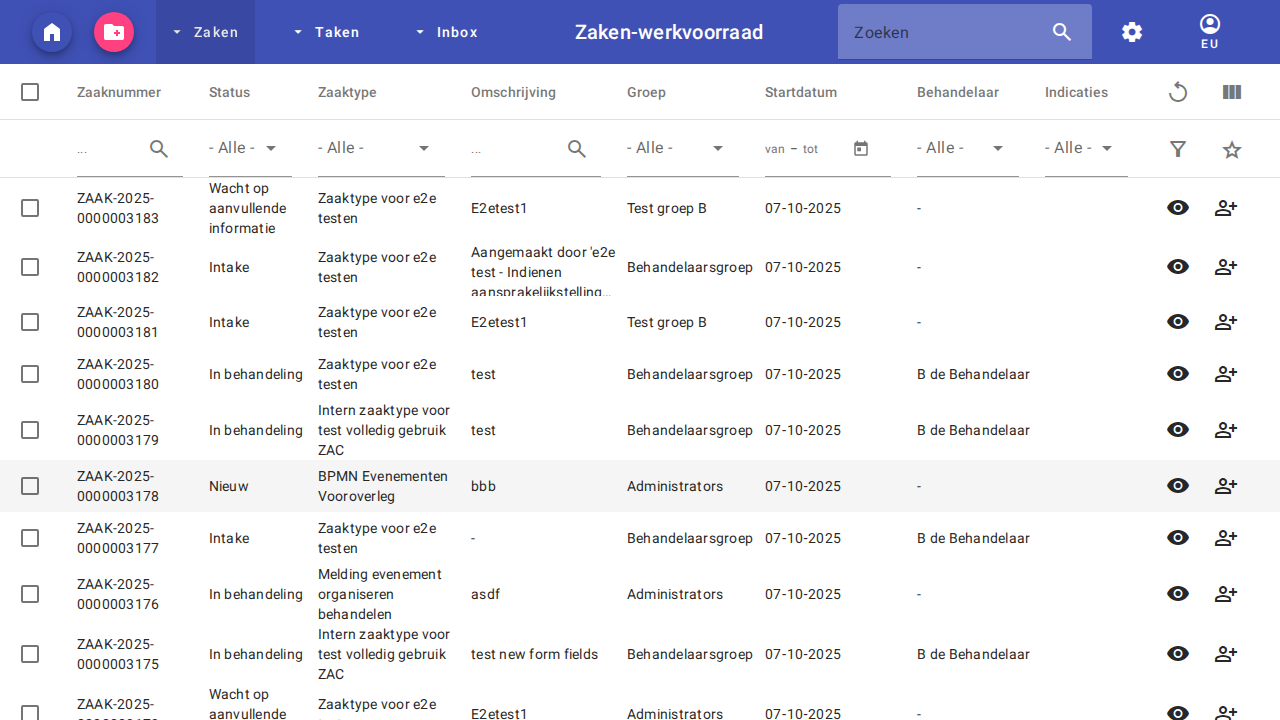 Zaken Taken Inbox Zaken-werkvoorraad Zoeken EU
Zaaknummer Status Zaaktype Omschrijving Groep Startdatum Behandelaar Indicaties
... - Alle - - Alle - ... - Alle - van – tot - Alle - - Alle -
ZAAK-2025-0000003183 Wacht op aanvullende informatie Zaaktype voor e2e testen E2etest1 Test groep B 07-10-2025 -
ZAAK-2025-0000003182 Intake Zaaktype voor e2e testen Aangemaakt door 'e2e test - Indienen aansprakelijkstelling... Behandelaarsgroep 07-10-2025 -
ZAAK-2025-0000003181 Intake Zaaktype voor e2e testen E2etest1 Test groep B 07-10-2025 -
ZAAK-2025-0000003180 In behandeling Zaaktype voor e2e testen test Behandelaarsgroep 07-10-2025 B de Behandelaar
ZAAK-2025-0000003179 In behandeling Intern zaaktype voor test volledig gebruik ZAC test Behandelaarsgroep 07-10-2025 B de Behandelaar
ZAAK-2025-0000003178 Nieuw BPMN Evenementen Vooroverleg bbb Administrators 07-10-2025 -
ZAAK-2025-0000003177 Intake Zaaktype voor e2e testen - Behandelaarsgroep 07-10-2025 B de Behandelaar
ZAAK-2025-0000003176 In behandeling Melding evenement organiseren behandelen asdf Administrators 07-10-2025 -
ZAAK-2025-0000003175 In behandeling Intern zaaktype voor test volledig gebruik ZAC test new form fields Behandelaarsgroep 07-10-2025 B de Behandelaar
ZAAK-2025- Wacht op aanvullende Zaaktype voor e2e E2etest1 Administrators 07-10-2025 -